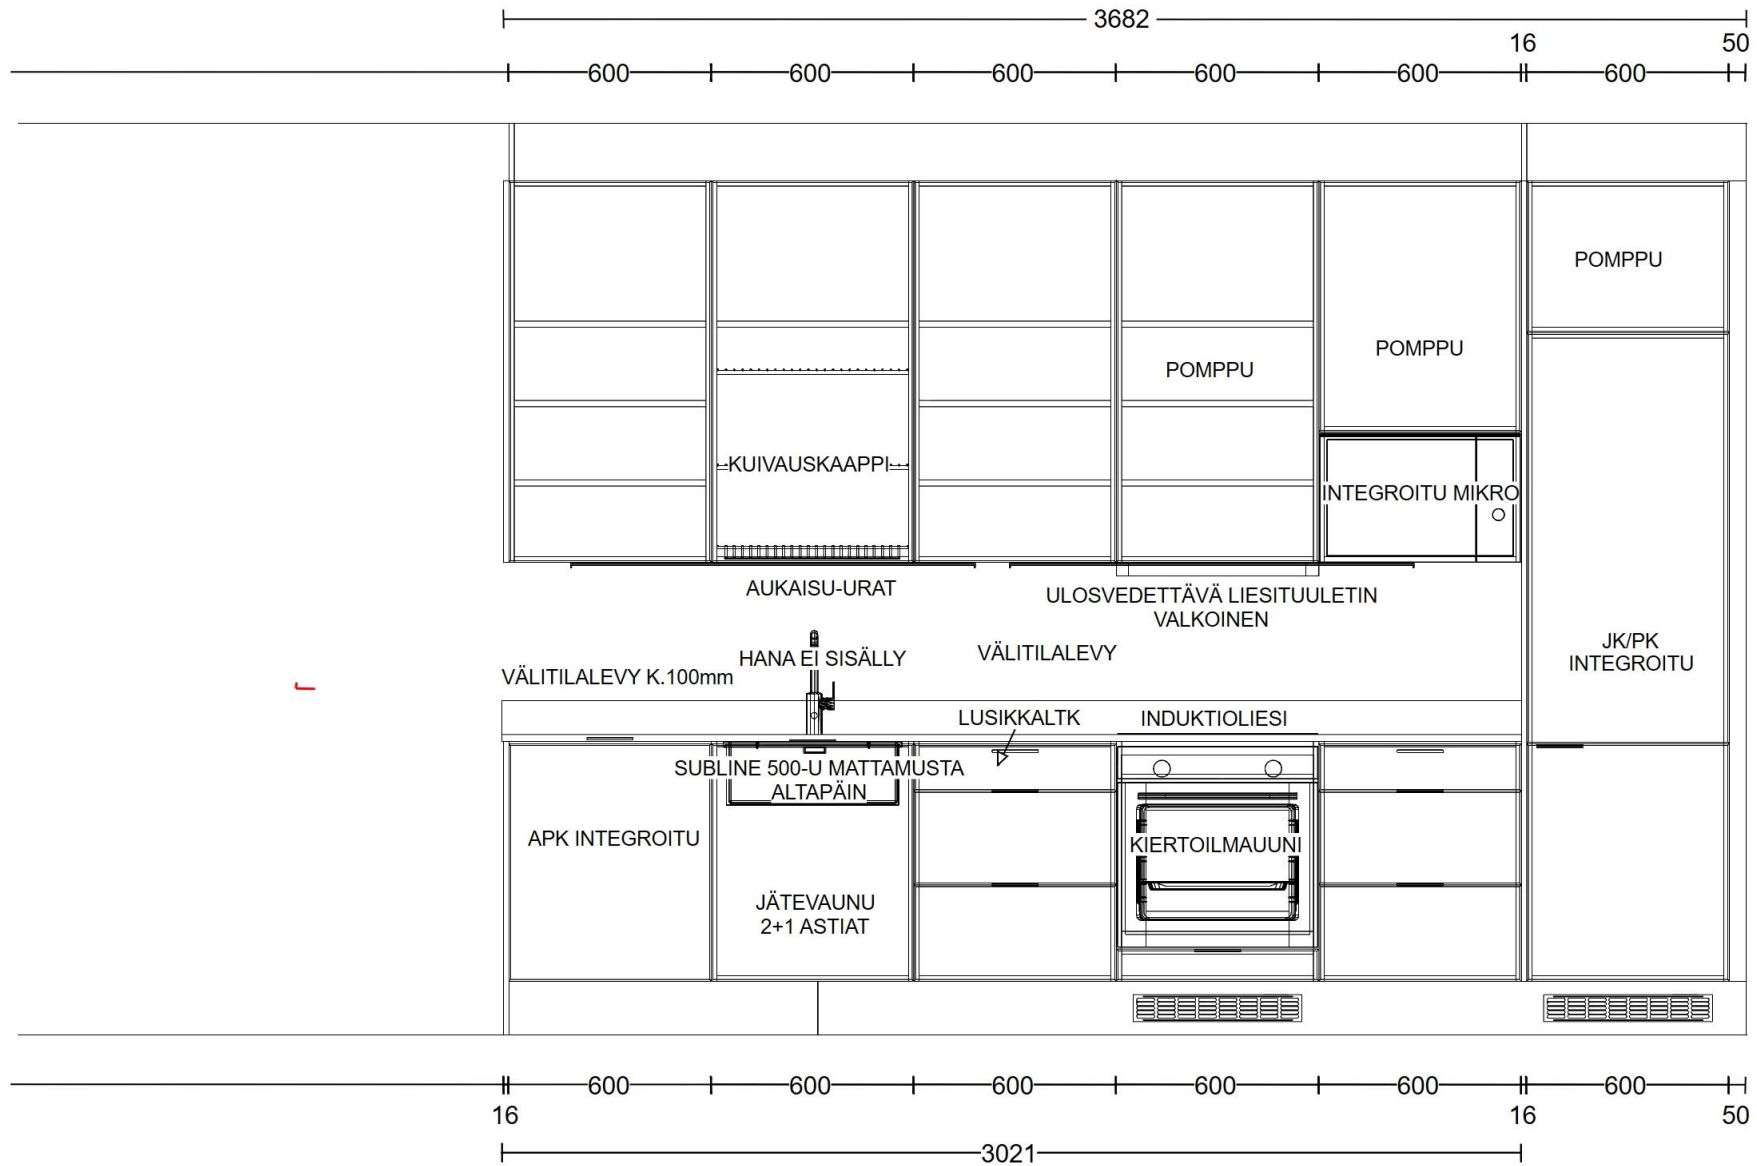 3682
16
50
600
600
600
600
600
600
POMPPU
POMPPU
POMPPU
KUIVAUSKAAPPI
INTEGROITU MIKRO
AUKAISU-URAT
ULOSVEDETTÄVÄ LIESITUULETIN
VALKOINEN
JK/PK
INTEGROITU
VÄLITILALEVY
HANA EI SISÄLLY
VÄLITILALEVY K.100mm
LUSIKKALTK
INDUKTIOLIESI
SUBLINE 500-U MATTAMUSTA
ALTAPÄIN
APK INTEGROITU
KIERTOILMAUUNI
JÄTEVAUNU
2+1 ASTIAT
600
600
600
600
600
600
16
16
50
3021